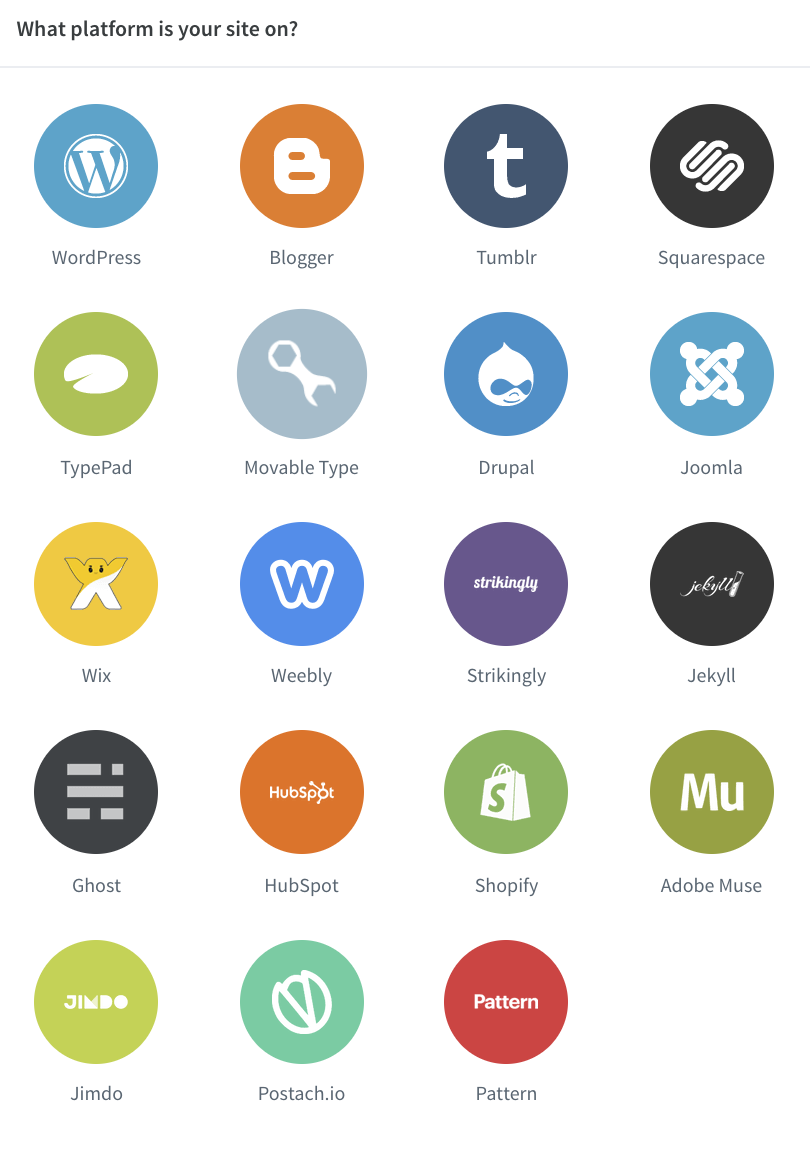 What platform is your site on?
WordPress Blogger Tumblr Squarespace
TypePad Movable Type Drupal Joomla
strikingly jekyll
Wix Weebly Strikingly Jekyll
HubSpot Mu
Ghost HubSpot Shopify Adobe Muse
JIMDO Pattern
Jimdo Postach.io Pattern